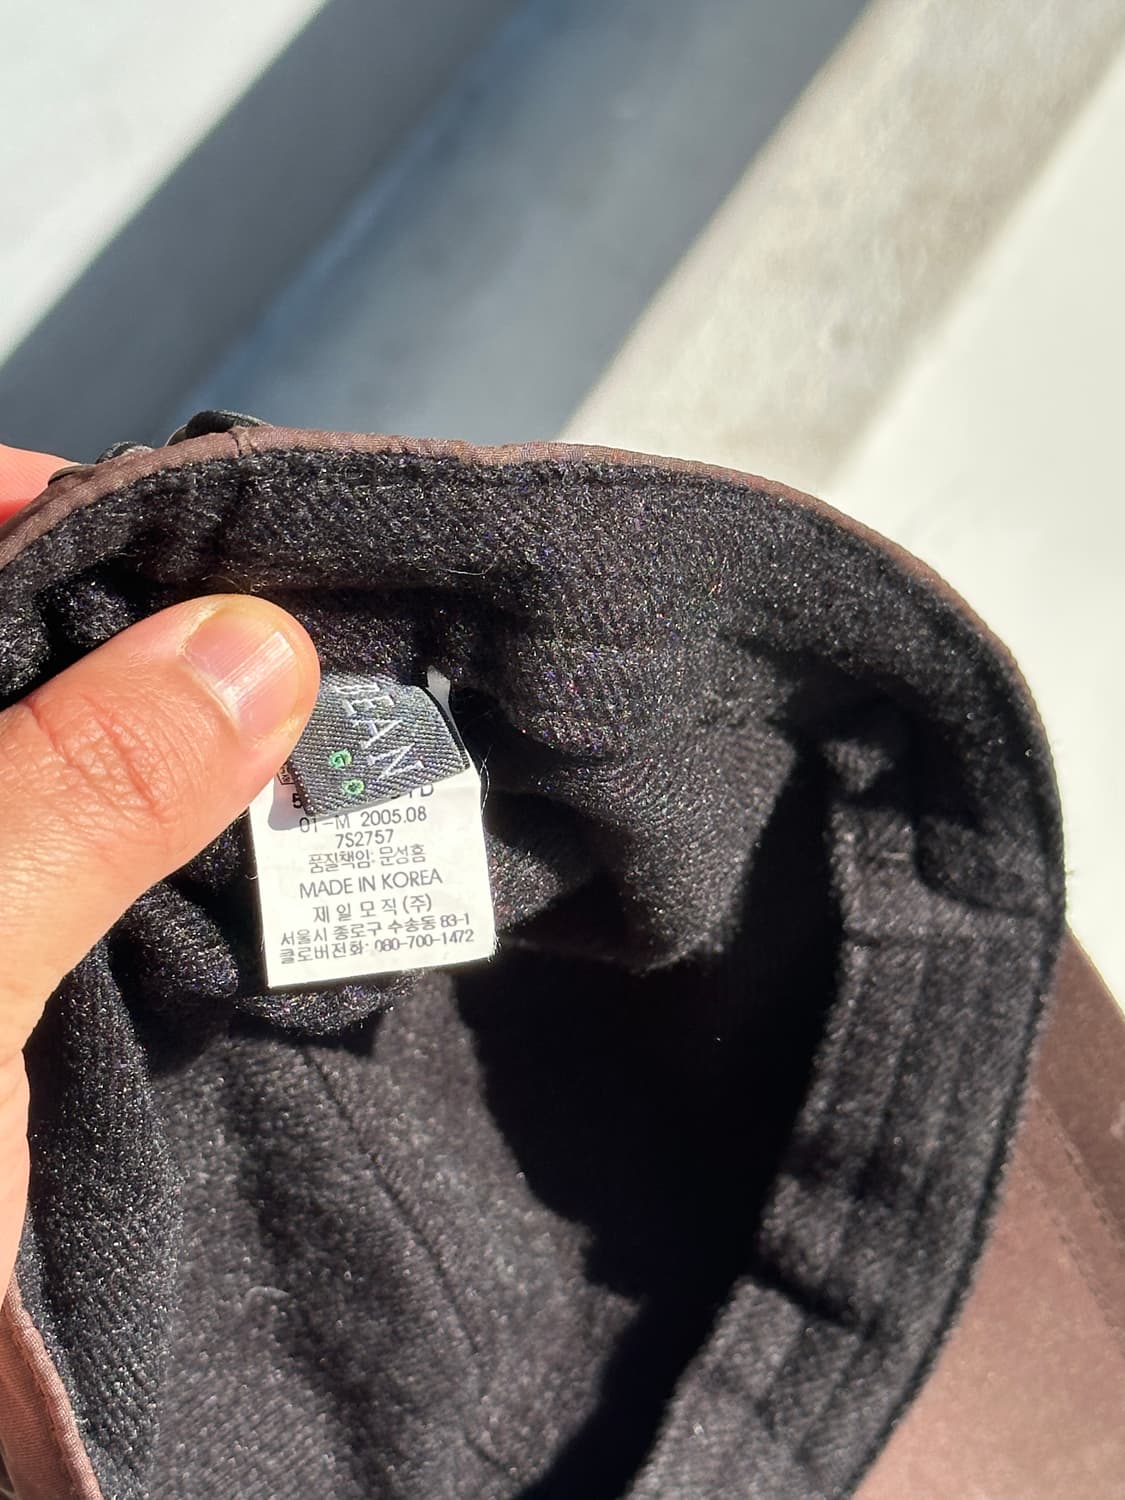 JEAN
01-M 2005.08
7S2757
품질책임: 문성흠
MADE IN KOREA
제 일 모 직 (주)
서울시 종로구 수송동 83-1
클로버전화: 080-700-1472